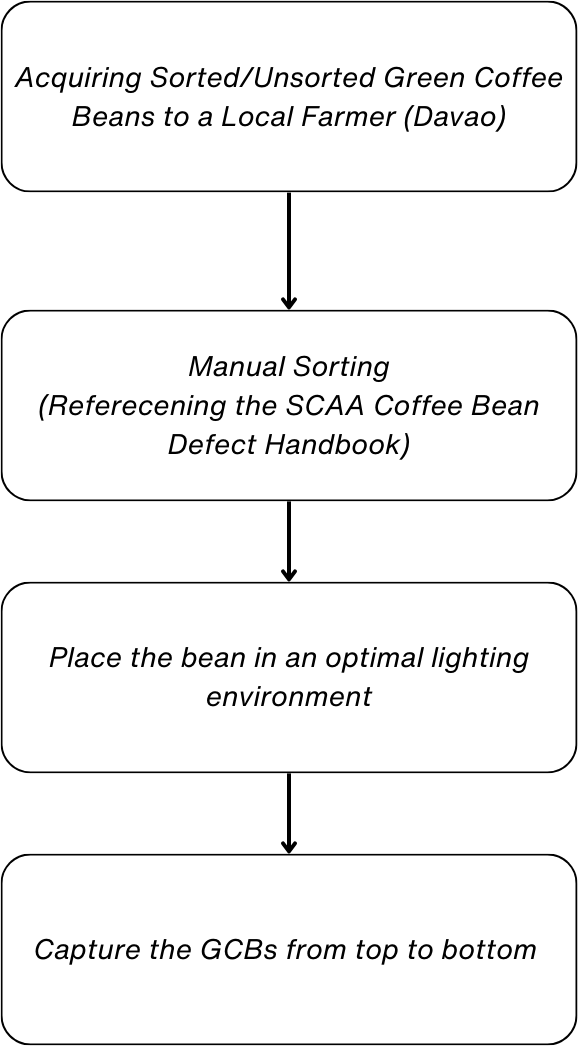 Acquiring Sorted/Unsorted Green Coffee
Beans to a Local Farmer (Davao)
Manual Sorting
(Referecening the SCAA Coffee Bean
Defect Handbook)
Place the bean in an optimal lighting
environment
Capture the GCBs from top to bottom